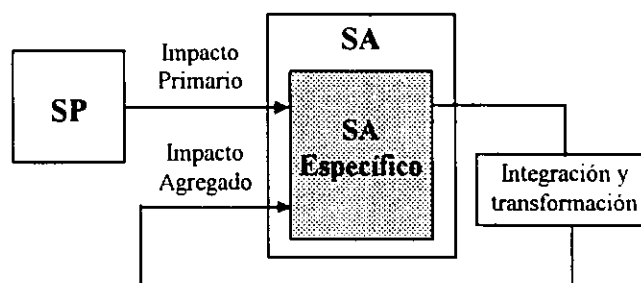 SA
Impacto
Primario
SP
SA
Específico
Impacto
Agregado
Integración y
transformación